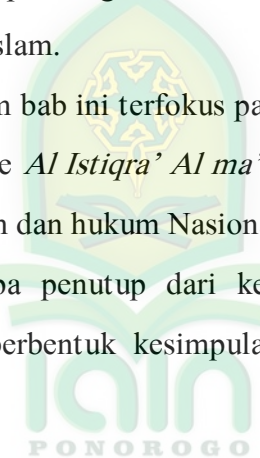 slam.
m bab ini terfokus pa
e Al Istiqra’ Al ma’
n dan hukum Nasion
pa penutup dari ke
berbentuk kesimpula
iain
PONOROGO